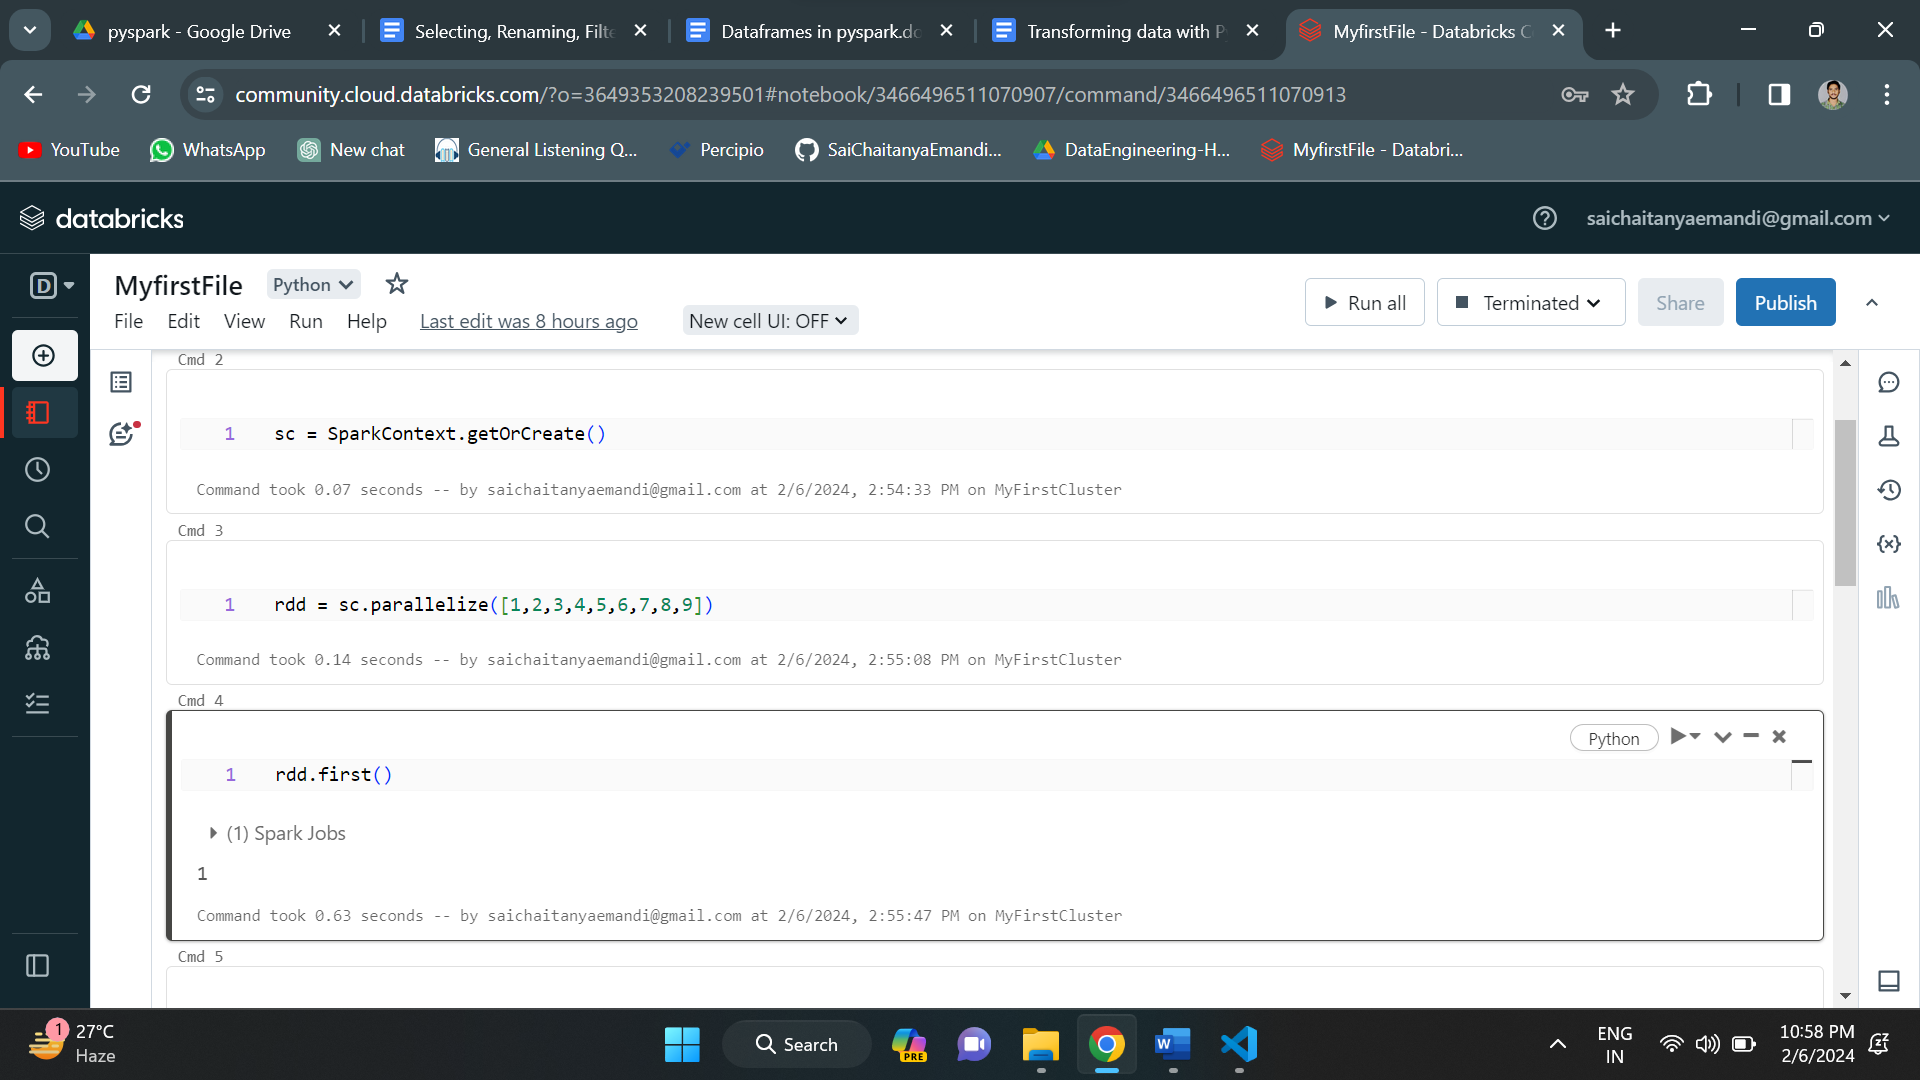 pyspark - Google Drive
Selecting, Renaming, Filte
Dataframes in pyspark.do
Transforming data with P
MyfirstFile - Databricks C
community.cloud.databricks.com/?o=3649353208239501#notebook/3466496511070907/command/3466496511070913
YouTube
WhatsApp
New chat
General Listening Q...
Percipio
SaiChaitanyaEmandi...
DataEngineering-H...
MyfirstFile - Databri...
databricks
saichaitanyaemandi@gmail.com
D
MyfirstFile
Python
File
Edit
View
Run
Help
Last edit was 8 hours ago
New cell UI: OFF
Run all
Terminated
Share
Publish
Cmd 2
1 sc = SparkContext.getOrCreate()
Command took 0.07 seconds -- by saichaitanyaemandi@gmail.com at 2/6/2024, 2:54:33 PM on MyFirstCluster
Cmd 3
1 rdd = sc.parallelize([1,2,3,4,5,6,7,8,9])
Command took 0.14 seconds -- by saichaitanyaemandi@gmail.com at 2/6/2024, 2:55:08 PM on MyFirstCluster
Cmd 4
Python
1 rdd.first()
(1) Spark Jobs
1
Command took 0.63 seconds -- by saichaitanyaemandi@gmail.com at 2/6/2024, 2:55:47 PM on MyFirstCluster
Cmd 5
1
27°C
Haze
Search
PRE
W
ENG
IN
10:58 PM
2/6/2024